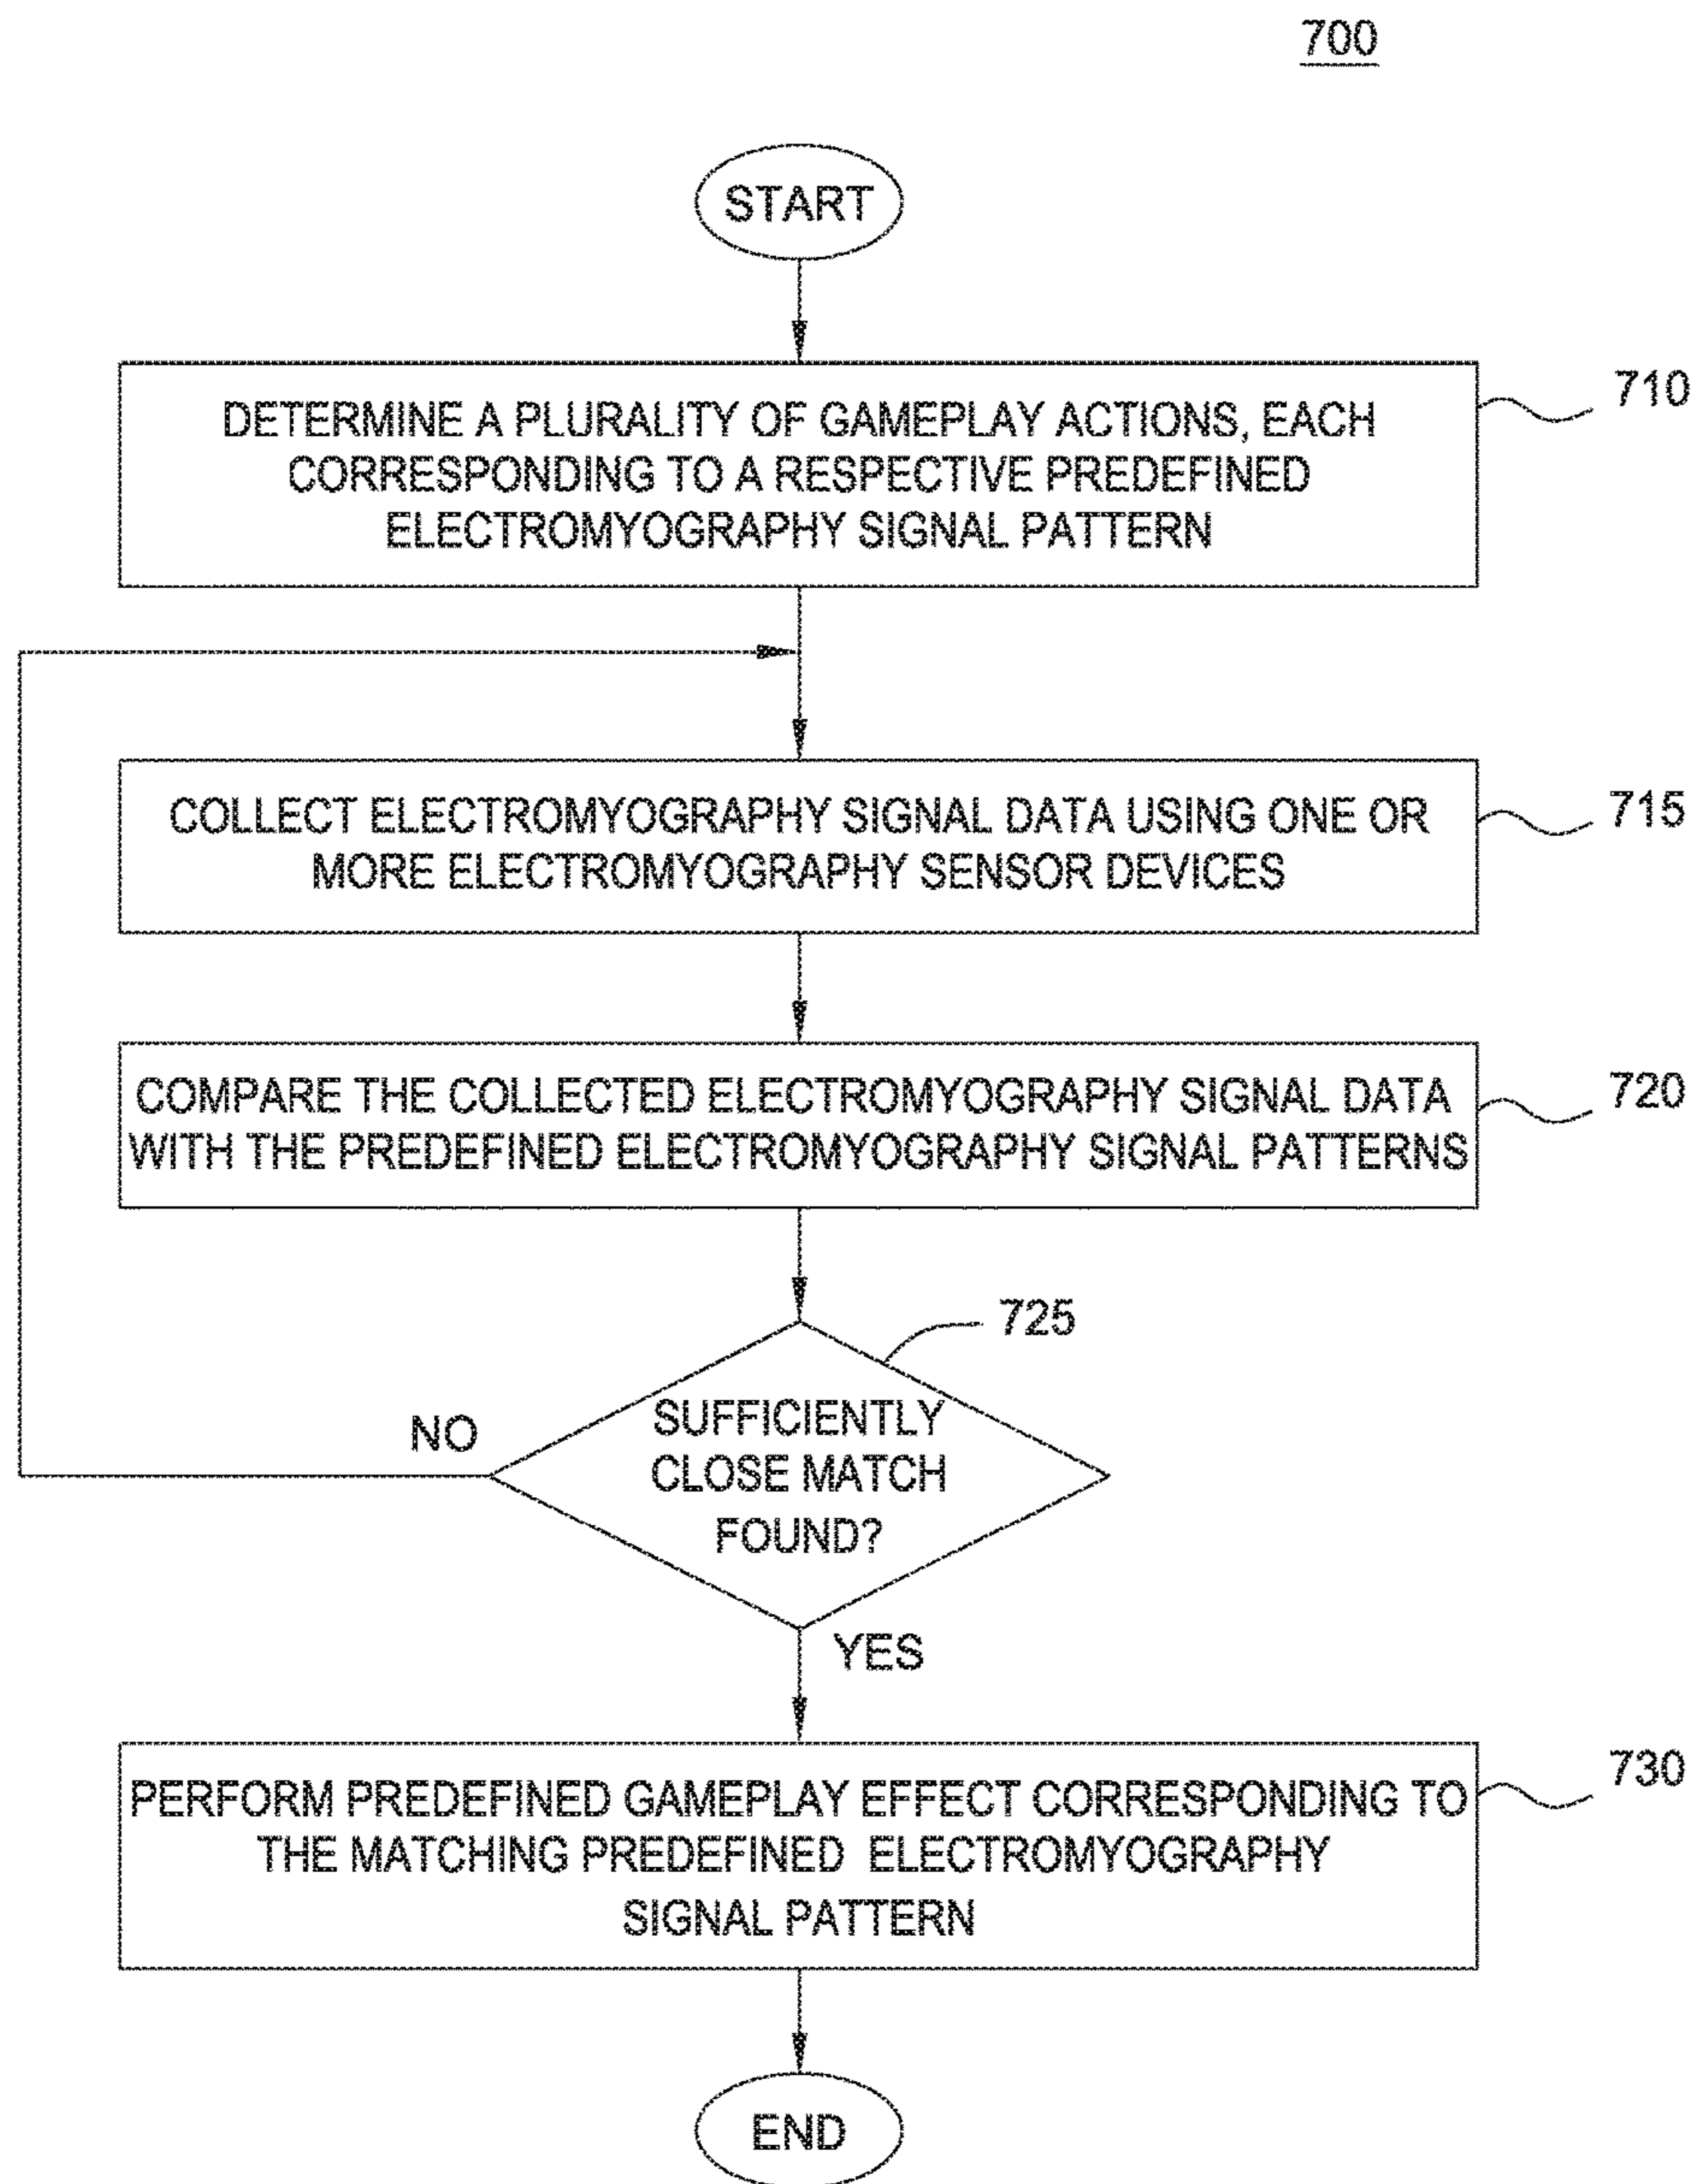 700
START
DETERMINE A PLURALITY OF GAMEPLAY ACTIONS, EACH
CORRESPONDING TO A RESPECTIVE PREDEFINED
ELECTROMYOGRAPHY SIGNAL PATTERN
710
COLLECT ELECTROMYOGRAPHY SIGNAL DATA USING ONE OR
MORE ELECTROMYOGRAPHY SENSOR DEVICES
715
COMPARE THE COLLECTED ELECTROMYOGRAPHY SIGNAL DATA
WITH THE PREDEFINED ELECTROMYOGRAPHY SIGNAL PATTERNS
720
725
SUFFICIENTLY
CLOSE MATCH
FOUND?
NO
YES
PERFORM PREDEFINED GAMEPLAY EFFECT CORRESPONDING TO
THE MATCHING PREDEFINED ELECTROMYOGRAPHY
SIGNAL PATTERN
730
END